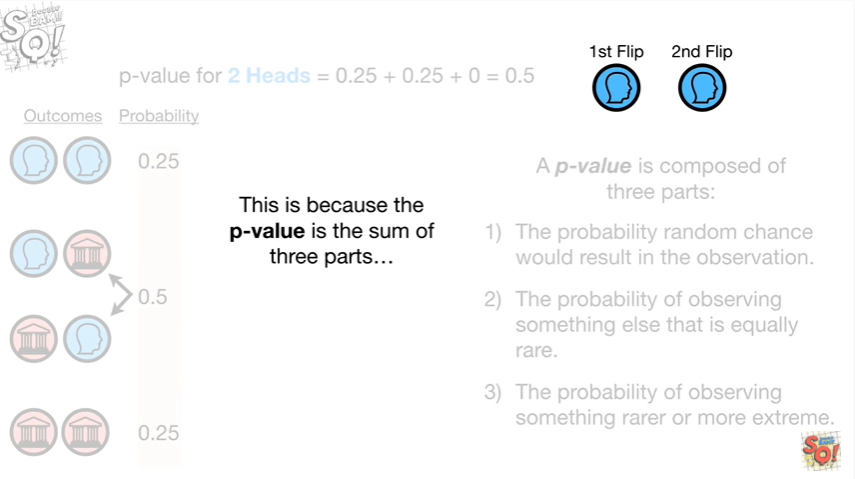 SQ!
1st Flip 2nd Flip
p-value for 2 Heads = 0.25 + 0.25 + 0 = 0.5
Outcomes Probability
0.25
0.5
0.25
This is because the
p-value is the sum of
three parts…
A p-value is composed of
three parts:
1) The probability random chance
would result in the observation.
2) The probability of observing
something else that is equally
rare.
3) The probability of observing
something rarer or more extreme.
SQ!